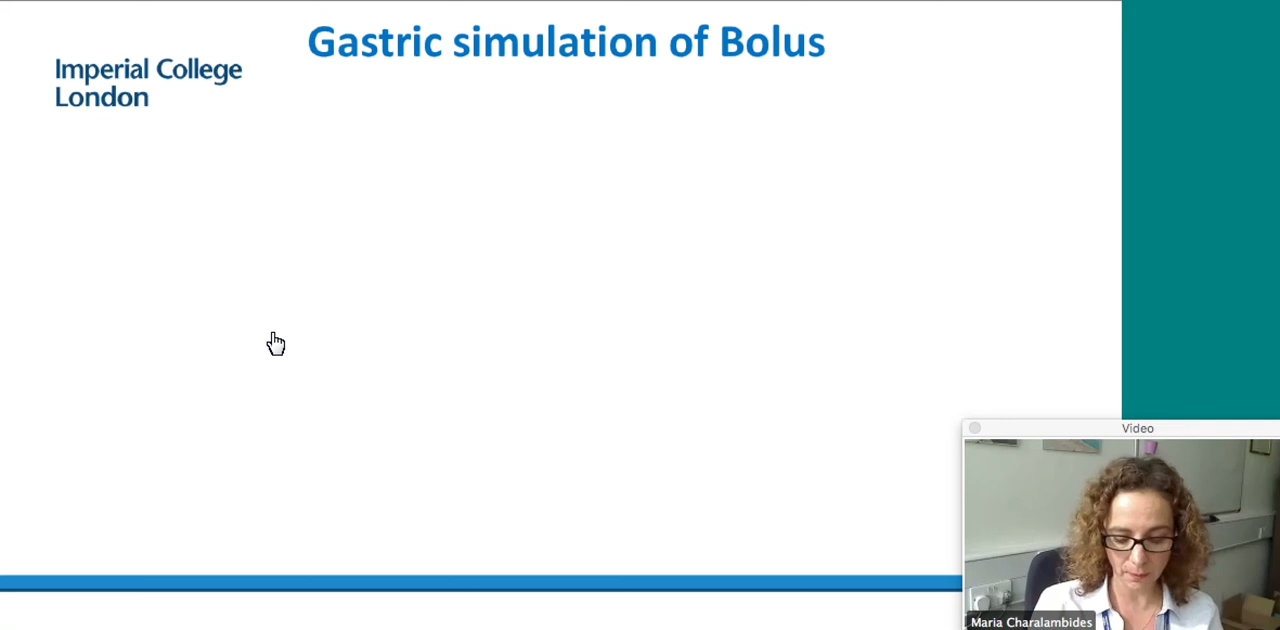 Gastric simulation of Bolus
Imperial College
London
Video
Maria Charalambides